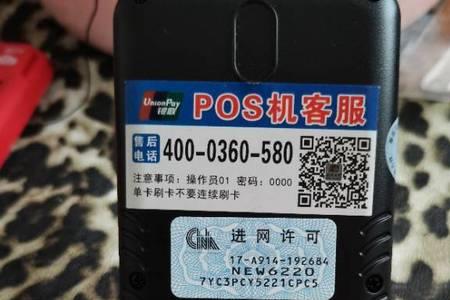 UnionPay
银联
POS机客服
售后
电话
400-0360-580
注意事项:操作员01 密码:0000
单卡刷卡不要连续刷卡
进网许可
17-A914-192684
NEW6220
7YC3PCY5221CPC5